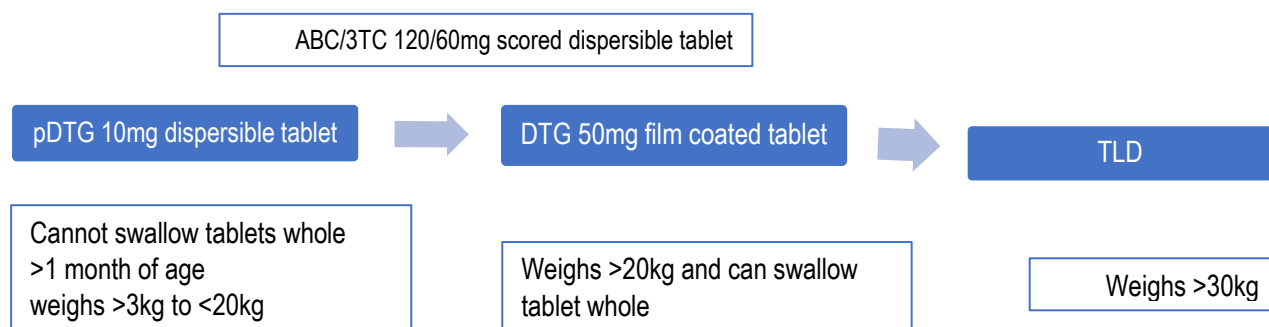 ABC/3TC 120/60mg scored dispersible tablet
pDTG 10mg dispersible tablet
DTG 50mg film coated tablet
TLD
Cannot swallow tablets whole
>1 month of age
weighs >3kg to <20kg
Weighs >20kg and can swallow
tablet whole
Weighs >30kg